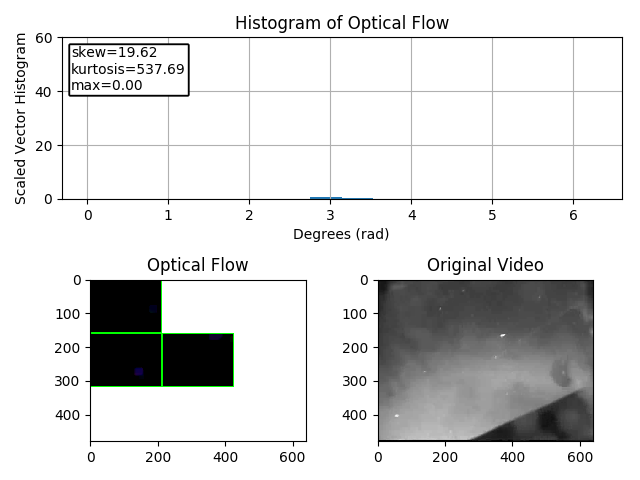 Histogram of Optical Flow
Scaled Vector Histogram
60
40
20
0
skew=19.62
kurtosis=537.69
max=0.00
0 1 2 3 4 5 6
Degrees (rad)
Optical Flow
0
100
200
300
400
0 200 400 600
Original Video
0
100
200
300
400
0 200 400 600